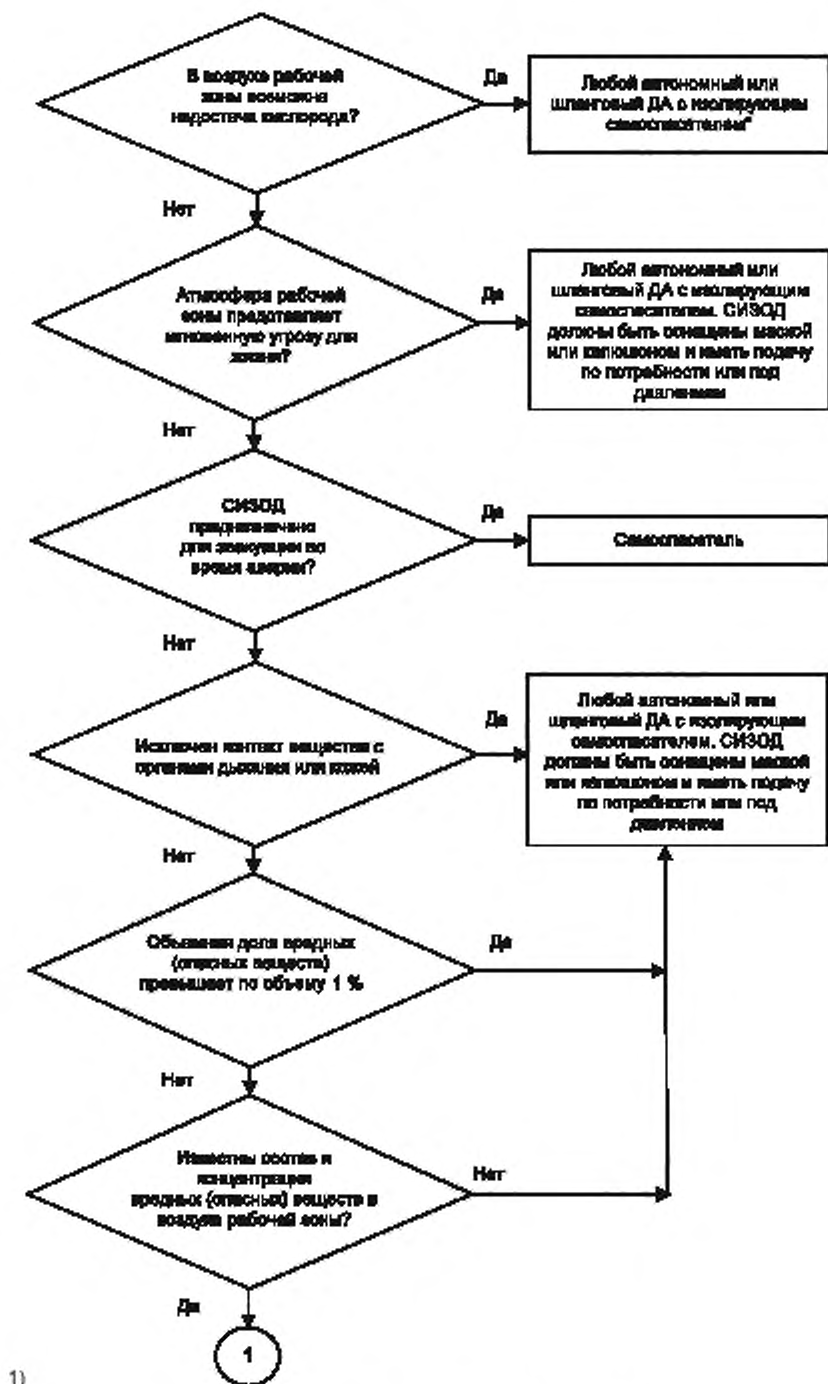 В воздухе рабочей
зоны возможна
недостача кислорода?
Да
Любой автономный или
шланговый ДА с изолирующим
самоспасателем*
Нет
Атмосфера рабочей
зоны представляет
мгновенную угрозу для
жизни?
Да
Любой автономный или
шланговый ДА с изолирующим
самоспасателем. СИЗОД
должны быть оснащены маской
или капюшоном и иметь подачу
по потребности или под
давлением
Нет
СИЗОД
предназначено
для эвакуации во
время аварии?
Да
Самоспасатель
Нет
Исключен контакт вещества с
органами дыхания или кожей
Да
Любой автономный или
шланговый ДА с изолирующим
самоспасателем. СИЗОД
должны быть оснащены маской
или капюшоном и иметь подачу
по потребности или под
давлением
Нет
Объемная доля вредных
(опасных веществ)
превышает по объему 1 %
Да
Нет
Известны состав и
концентрация
вредных (опасных) веществ в
воздухе рабочей зоны?
Нет
Да
1
1)